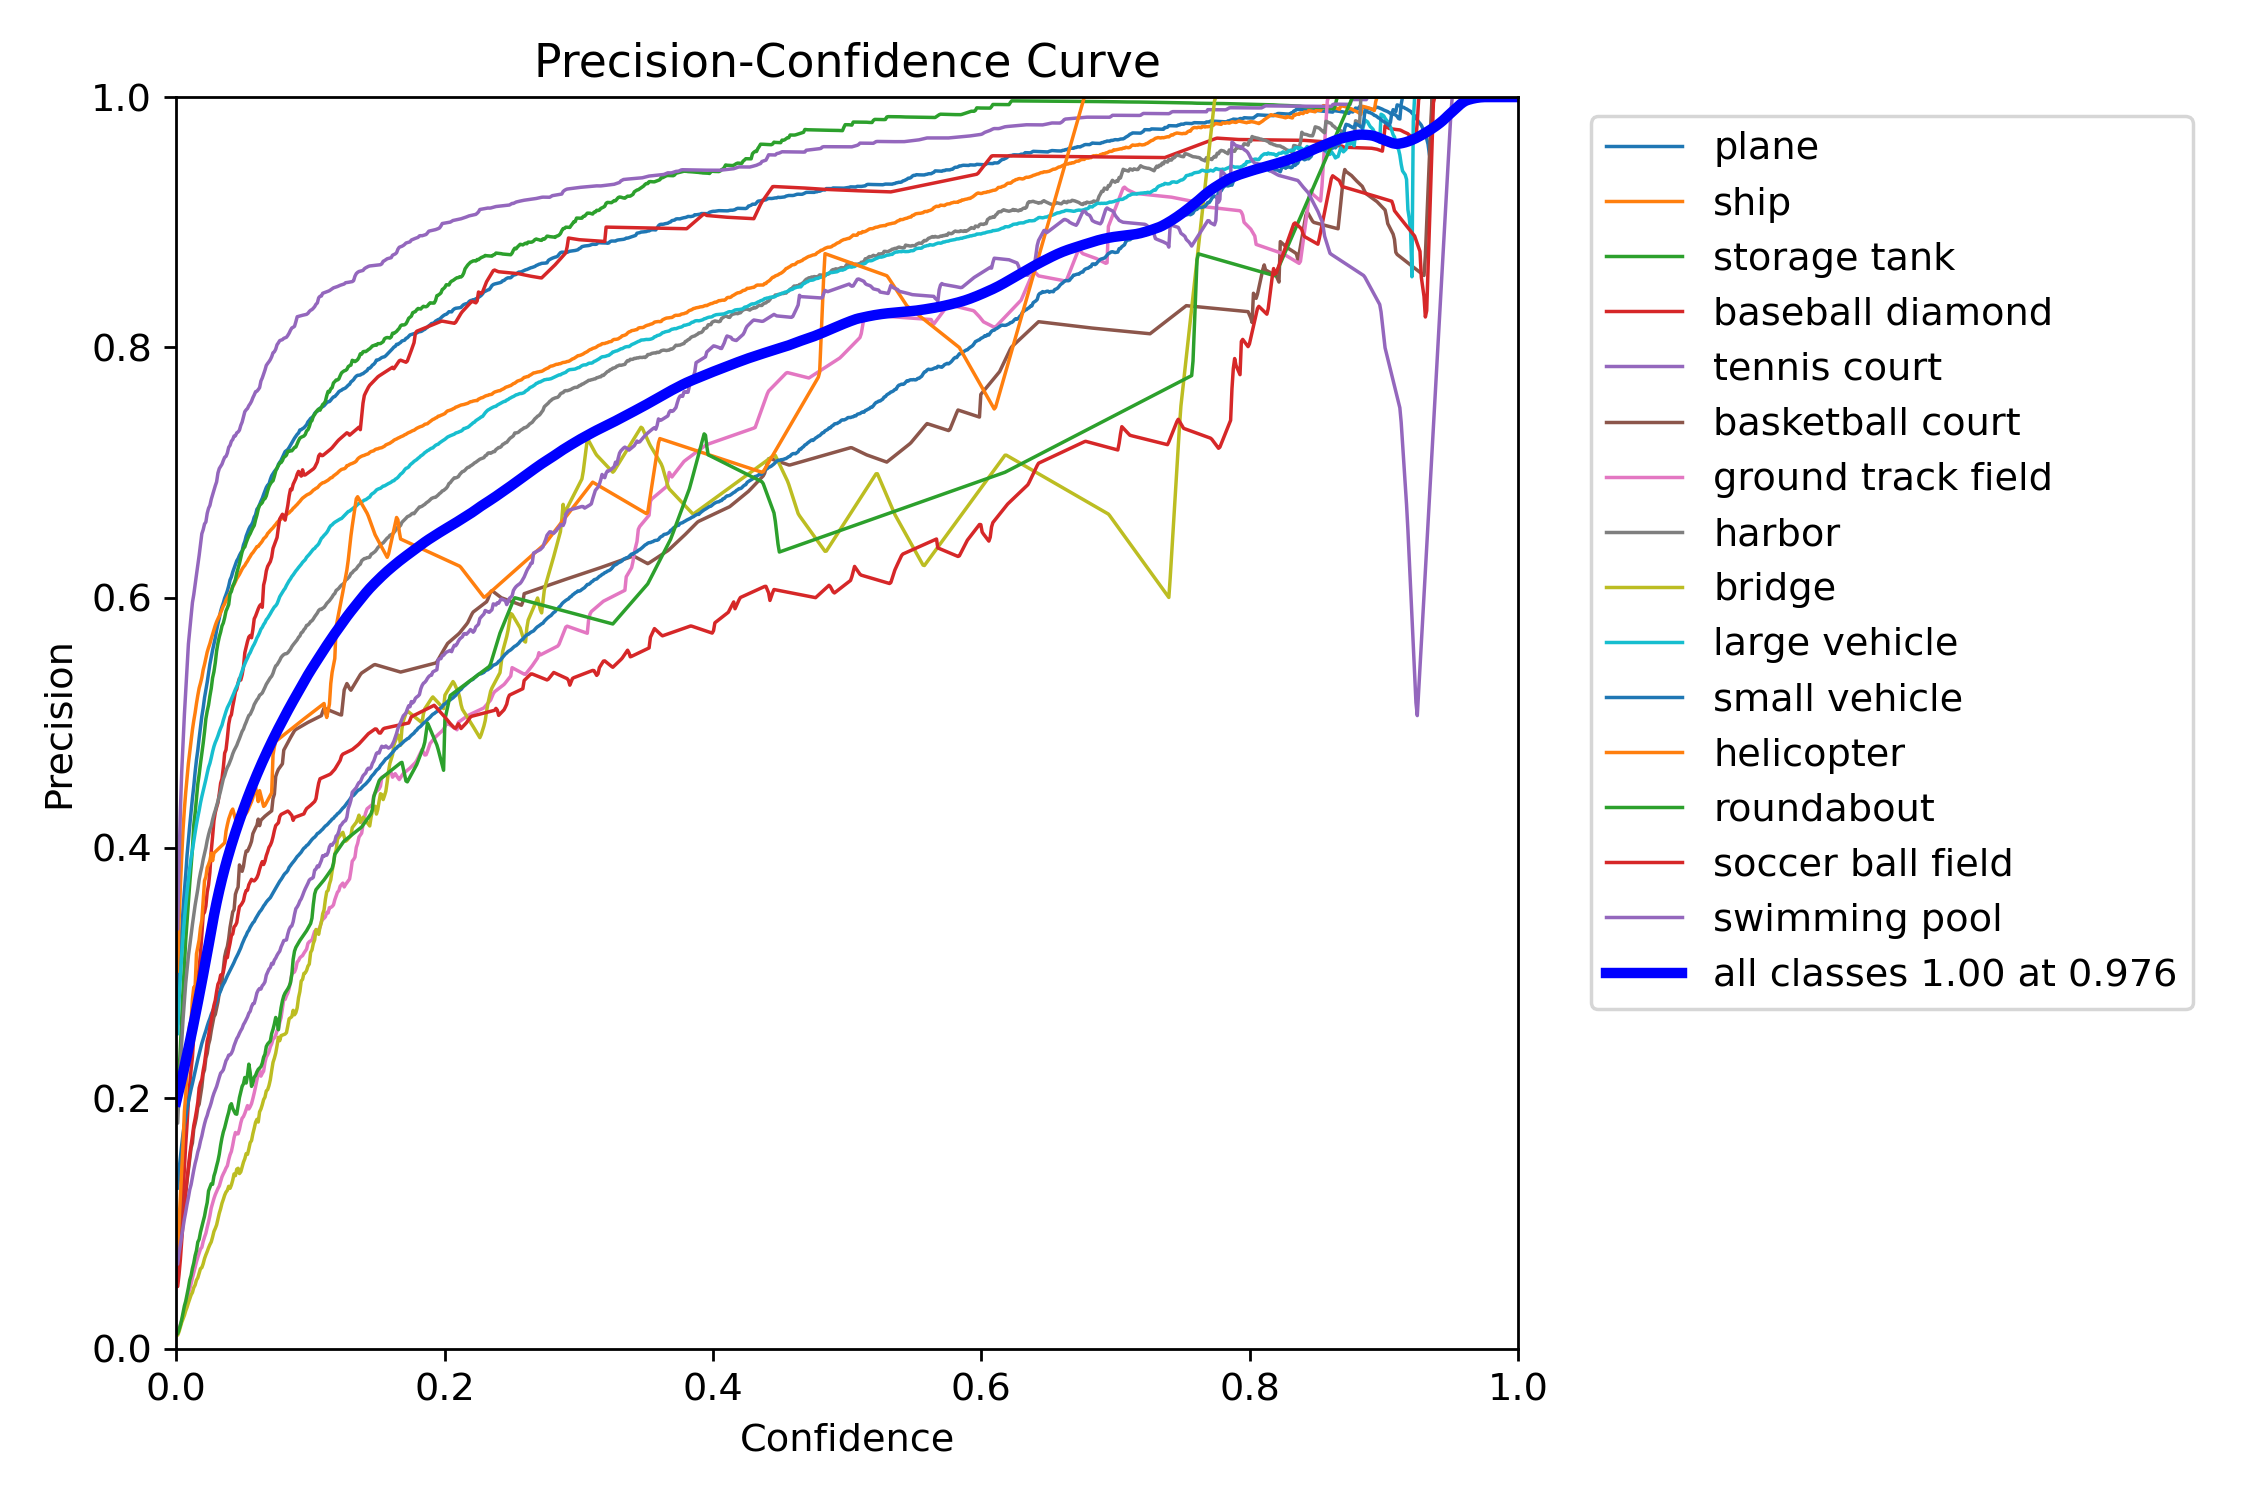 Precision-Confidence Curve
1.0
0.8
0.6
0.4
0.2
0.0
Precision
0.0 0.2 0.4 0.6 0.8 1.0
Confidence
plane
ship
storage tank
baseball diamond
tennis court
basketball court
ground track field
harbor
bridge
large vehicle
small vehicle
helicopter
roundabout
soccer ball field
swimming pool
all classes 1.00 at 0.976